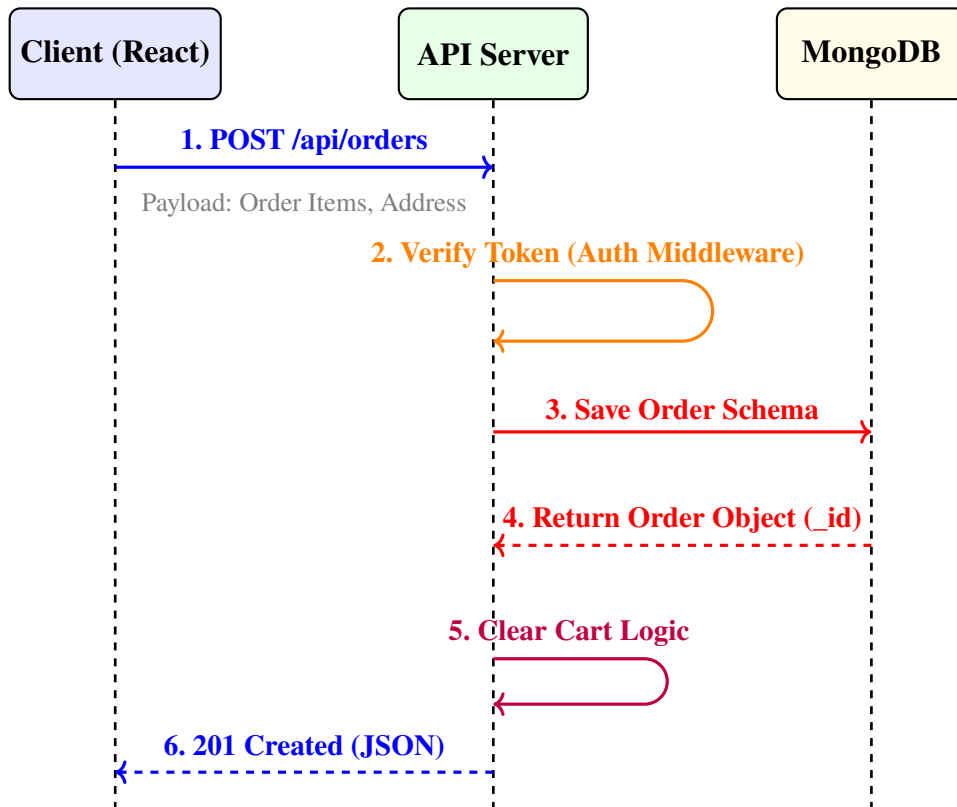 Client (React)
API Server
MongoDB
1. POST /api/orders
Payload: Order Items, Address
2. Verify Token (Auth Middleware)
3. Save Order Schema
4. Return Order Object (_id)
5. Clear Cart Logic
6. 201 Created (JSON)